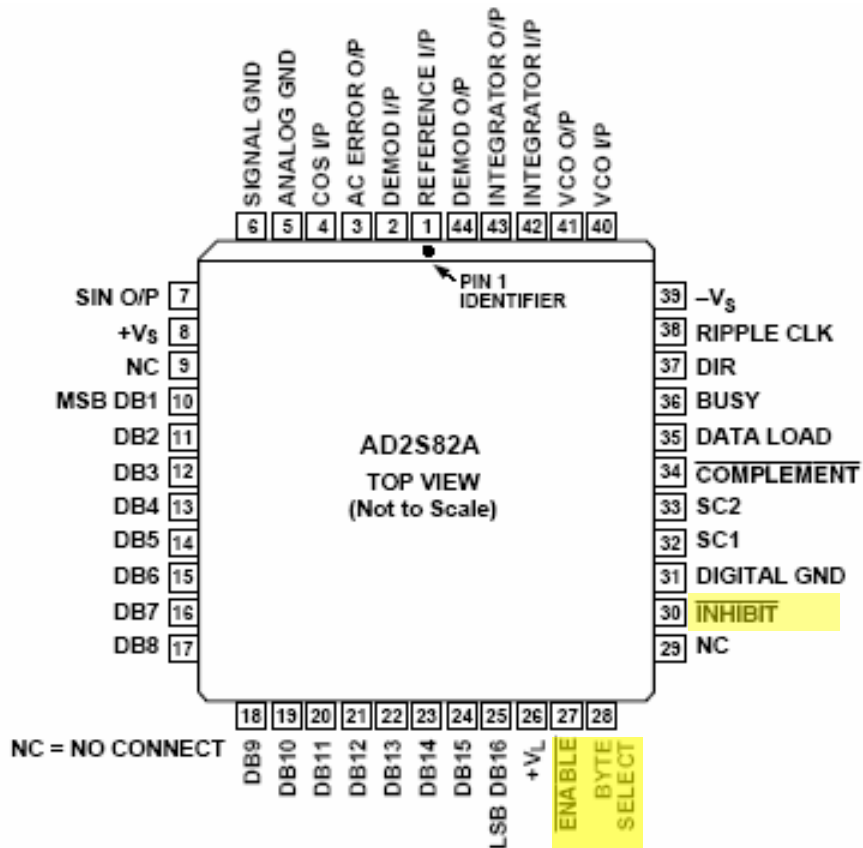 SIGNAL GND
ANALOG GND
COS I/P
AC ERROR O/P
DEMOD I/P
REFERENCE I/P
DEMOD O/P
INTEGRATOR O/P
INTEGRATOR I/P
VCO O/P
VCO I/P
6 5 4 3 2 1 44 43 42 41 40
PIN 1
IDENTIFIER
SIN O/P 7
+VS 8
NC 9
MSB DB1 10
DB2 11
DB3 12
DB4 13
DB5 14
DB6 15
DB7 16
DB8 17
AD2S82A
TOP VIEW
(Not to Scale)
39 –VS
38 RIPPLE CLK
37 DIR
36 BUSY
35 DATA LOAD
34 COMPLEMENT
33 SC2
32 SC1
31 DIGITAL GND
30 INHIBIT
29 NC
18 19 20 21 22 23 24 25 26 27 28
NC = NO CONNECT
DB9
DB10
DB11
DB12
DB13
DB14
DB15
LSB DB16
+VL
ENABLE
BYTE
SELECT